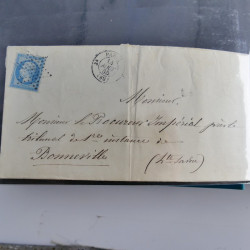 Monsieur
Monsieur le Procureur Impérial près le
tribunal de 1re instance de
Bonneville
(Hte Savoie)